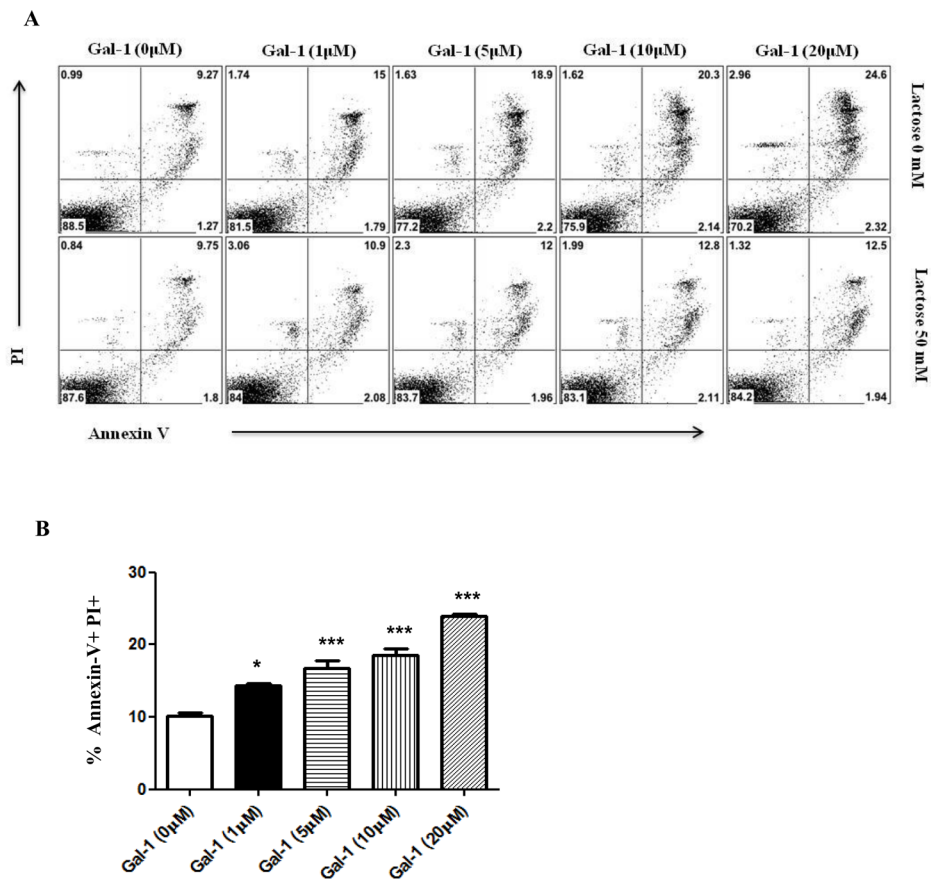 A
Gal-1 (0μM) Gal-1 (1μM) Gal-1 (5μM) Gal-1 (10μM) Gal-1 (20μM)
0.99 9.27 1.74 15 1.63 18.9 1.62 20.3 2.96 24.6
Lactose 0 mM
88.5 1.27 81.5 1.79 77.2 2.2 75.9 2.14 70.2 2.32
0.84 9.75 3.06 10.9 2.3 12 1.99 12.8 1.32 12.5
Lactose 50 mM
PI
87.6 1.8 84 2.08 83.7 1.96 83.1 2.11 84.2 1.94
Annexin V
B
% Annexin-V+ PI+
30
20
10
0
* *** *** ***
Gal-1 (0μM) Gal-1 (1μM) Gal-1 (5μM) Gal-1 (10μM) Gal-1 (20μM)